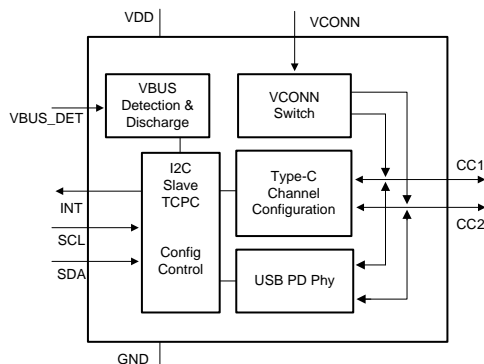 VDD
VCONN
VBUS
Detection &
Discharge
VBUS_DET
VCONN
Switch
I2C
Slave
TCPC
Config
Control
Type-C
Channel
Configuration
CC1
CC2
INT
SCL
SDA
USB PD Phy
GND